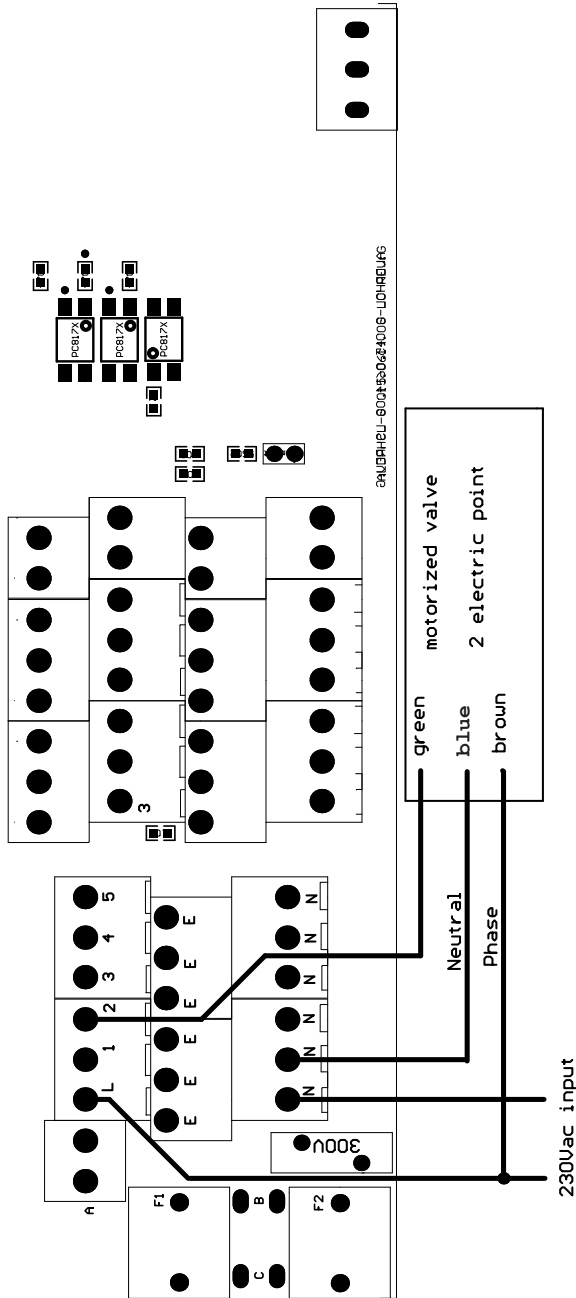 PC817X
PC817X
PC817X
3
motorized valve
2 electric point
green
blue
brown
Neutral
Phase
5
4
3
2
1
L
E
E
E
E
E
E
N
N
N
N
N
N
A
F1
B
C
F2
300V
230Vac input